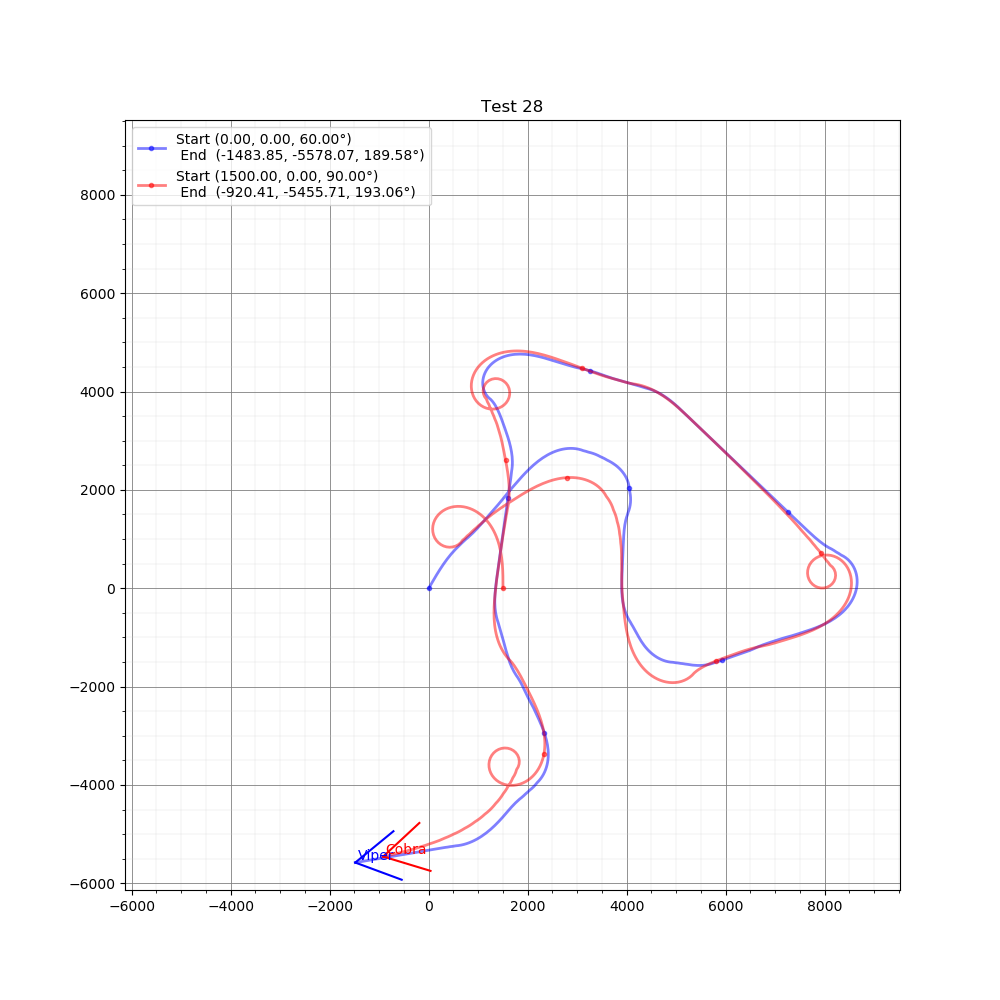 Test 28
Start (0.00, 0.00, 60.00°)
End (-1483.85, -5578.07, 189.58°)
Start (1500.00, 0.00, 90.00°)
End (-920.41, -5455.71, 193.06°)
8000
6000
4000
2000
0
−2000
−4000
−6000
Viper
Cobra
−6000 −4000 −2000 0 2000 4000 6000 8000